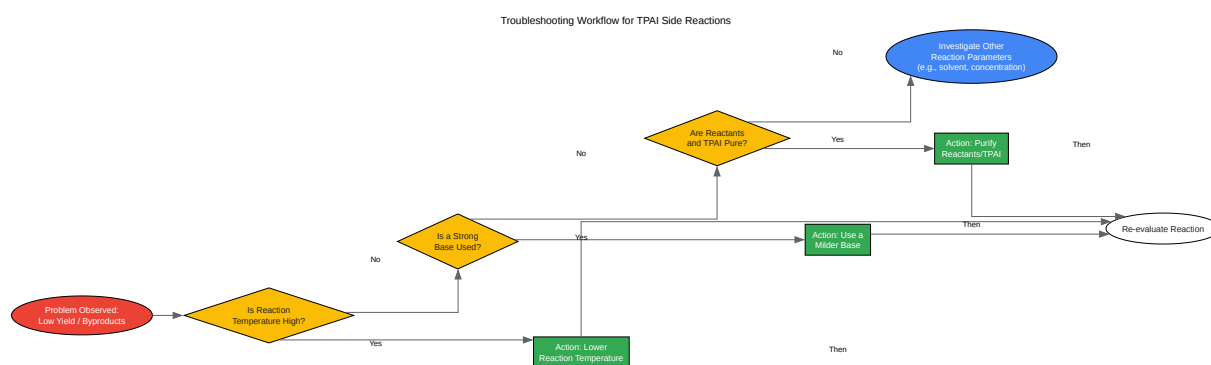 Troubleshooting Workflow for TPAI Side Reactions
No
Investigate Other
Reaction Parameters
(e.g., solvent, concentration)
Are Reactants
and TPAI Pure?
Yes
Action: Purify
Reactants/TPAI
Then
No
Is a Strong
Base Used?
Yes
Action: Use a
Milder Base
Then
Re-evaluate Reaction
No
Problem Observed:
Low Yield / Byproducts
Is Reaction
Temperature High?
Yes
Action: Lower
Reaction Temperature
Then